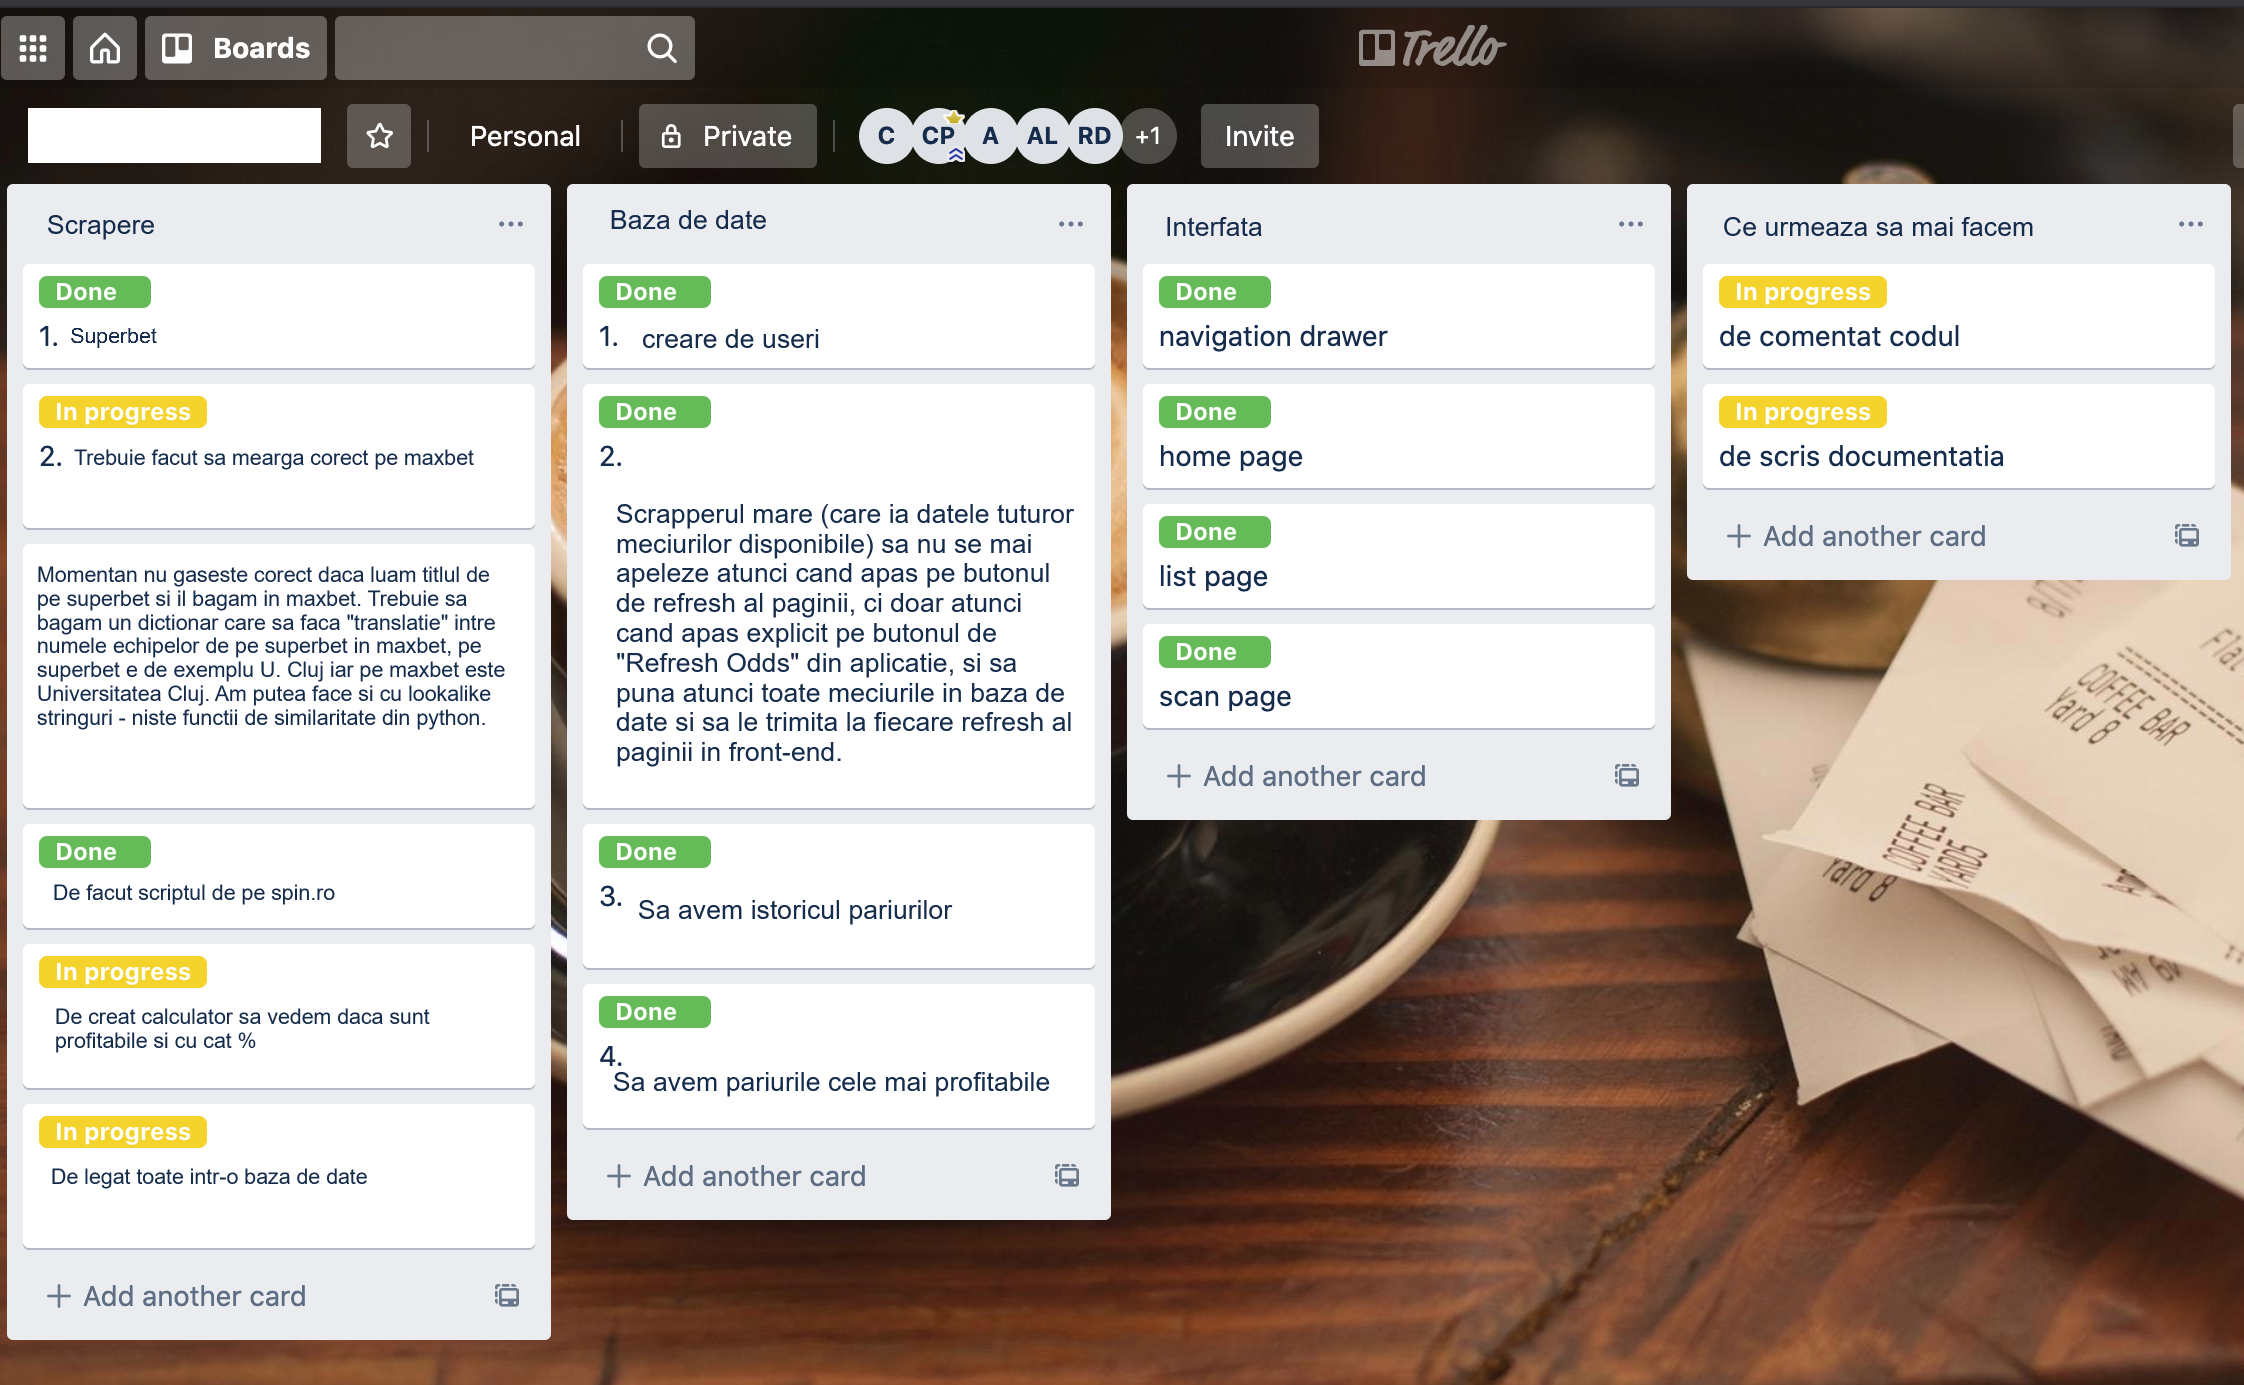 Boards
Trello
Personal
Private
C
CP
A
AL
RD
+1
Invite
Scrapere
Done
1. Superbet
In progress
2. Trebuie facut sa mearga corect pe maxbet
Momentan nu gaseste corect daca luam titlul de
pe superbet si il bagam in maxbet. Trebuie sa
bagam un dictionar care sa faca "translatie" intre
numele echipelor de pe superbet in maxbet, pe
superbet e de exemplu U. Cluj iar pe maxbet este
Universitatea Cluj. Am putea face si cu lookalike
stringuri - niste functii de similaritate din python.
Done
De facut scriptul de pe spin.ro
In progress
De creat calculator sa vedem daca sunt
profitabile si cu cat %
In progress
De legat toate intr-o baza de date
+ Add another card
Baza de date
Done
1. creare de useri
Done
2.
Scrapperul mare (care ia datele tuturor
meciurilor disponibile) sa nu se mai
apeleze atunci cand apas pe butonul
de refresh al paginii, ci doar atunci
cand apas explicit pe butonul de
"Refresh Odds" din aplicatie, si sa
puna atunci toate meciurile in baza de
date si sa le trimita la fiecare refresh al
paginii in front-end.
Done
3. Sa avem istoricul pariurilor
Done
4.
Sa avem pariurile cele mai profitabile
+ Add another card
Interfata
Done
navigation drawer
Done
home page
Done
list page
Done
scan page
+ Add another card
Ce urmeaza sa mai facem
In progress
de comentat codul
In progress
de scris documentatia
+ Add another card
COFFEE BAR
Yard 8
COFFEE BAR
YARDS
Yard 8